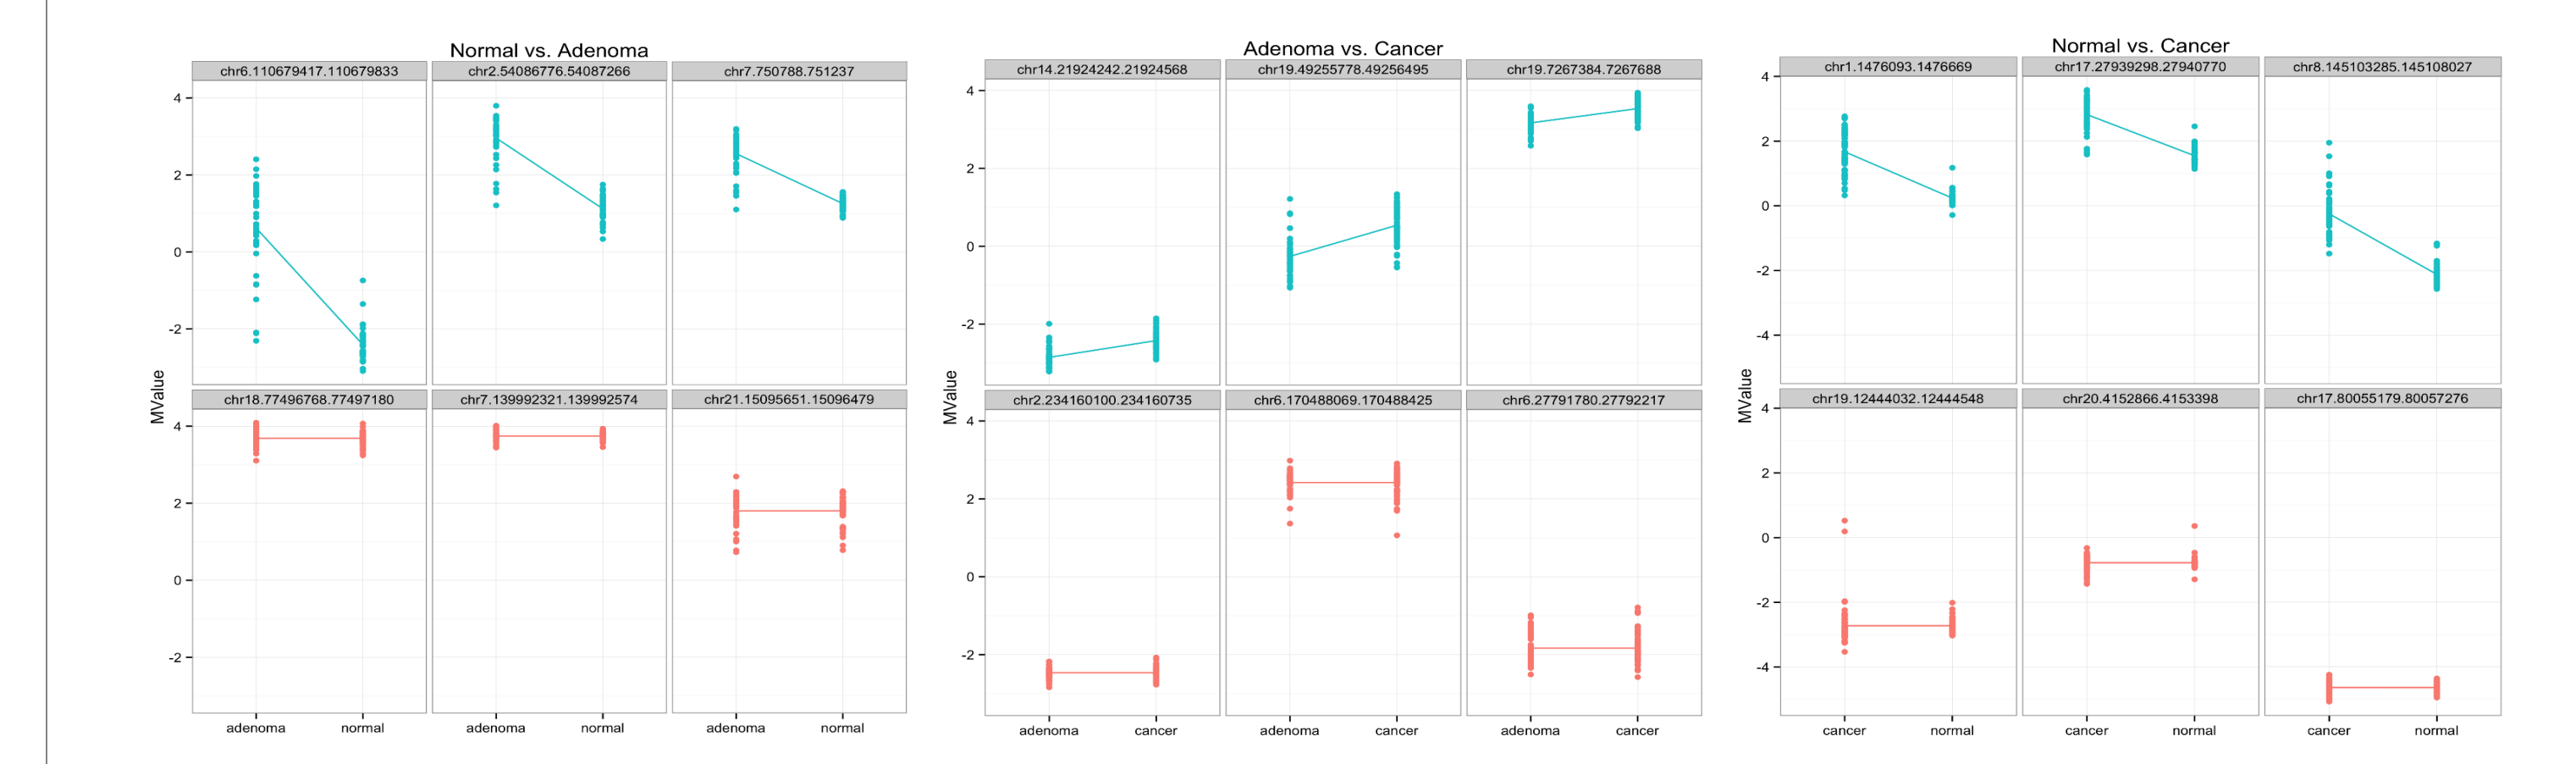 Normal vs. Adenoma
chr6.110679417.110679833 chr2.54086776.54087266 chr7.750788.751237
4
2
0
-2
MValue
chr18.77496768.77497180 chr7.139992321.139992574 chr21.15095651.15096479
4
2
0
-2
adenoma normal adenoma normal adenoma normal
Adenoma vs. Cancer
chr14.21924242.21924568 chr19.49255778.49256495 chr19.7267384.7267688
4
2
0
-2
MValue
chr2.234160100.234160735 chr6.170488069.170488425 chr6.27791780.27792217
4
2
0
-2
adenoma cancer adenoma cancer adenoma cancer
Normal vs. Cancer
chr1.1476093.1476669 chr17.27939298.27940770 chr8.145103285.145108027
4
2
0
-2
-4
MValue
chr19.12444032.12444548 chr20.4152866.4153398 chr17.80055179.80057276
4
2
0
-2
-4
cancer normal cancer normal cancer normal